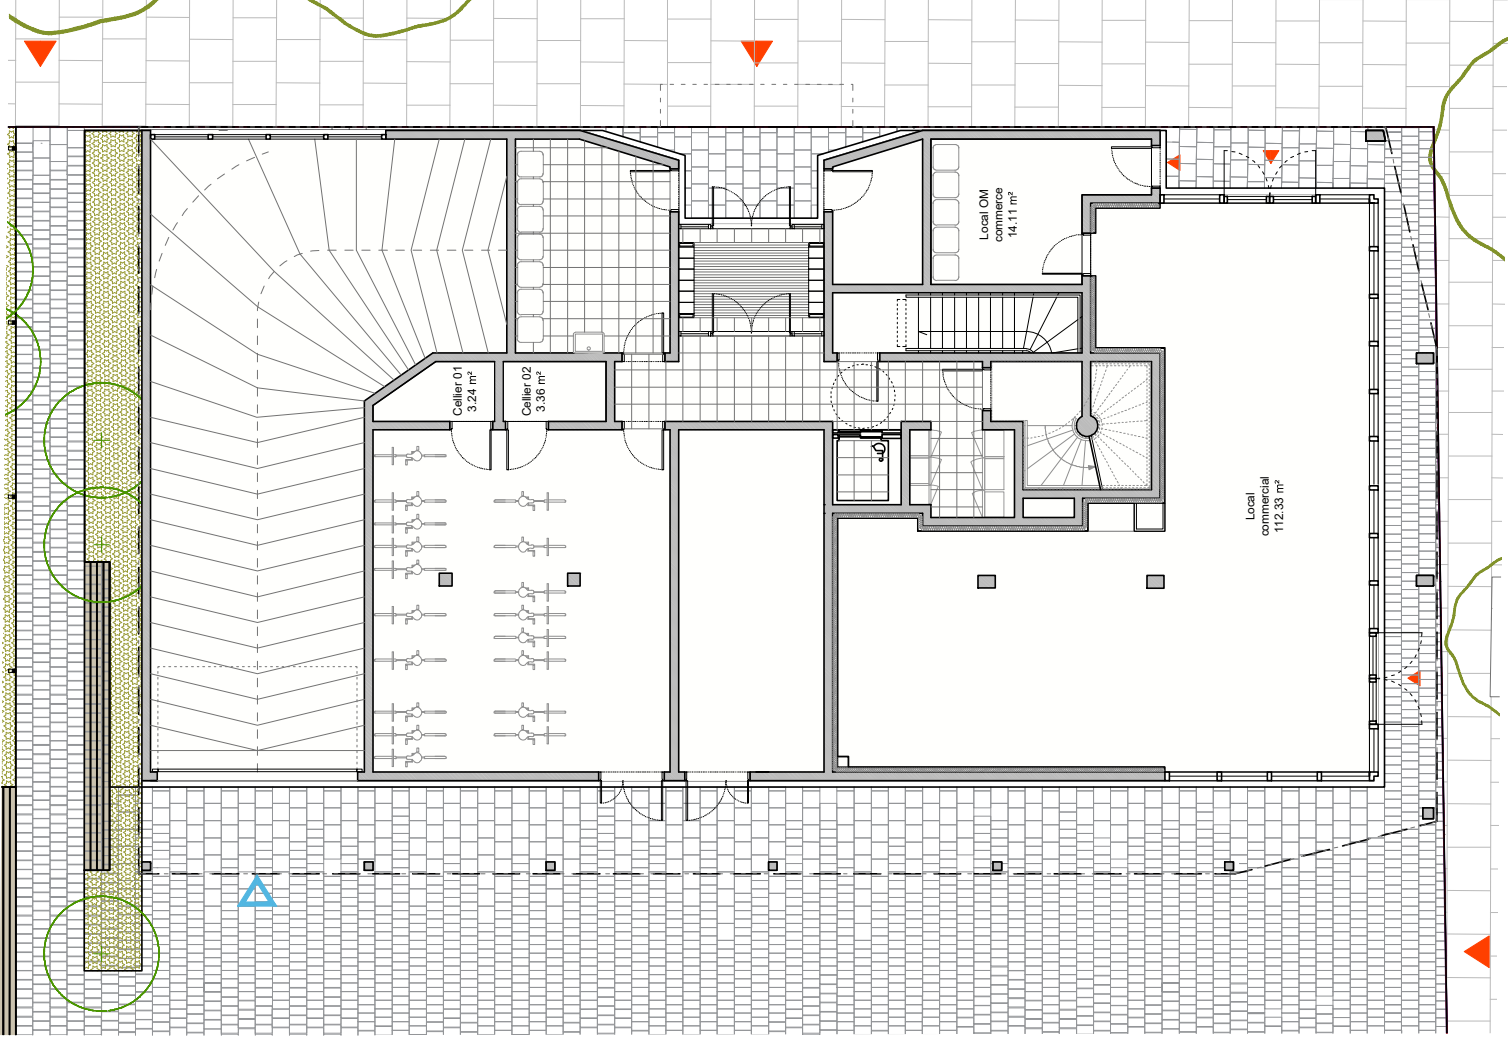 Local OM
commerce
14.11 m²
Cellier 01
3.24 m²
Cellier 02
3.36 m²
Local
commercial
112.33 m²